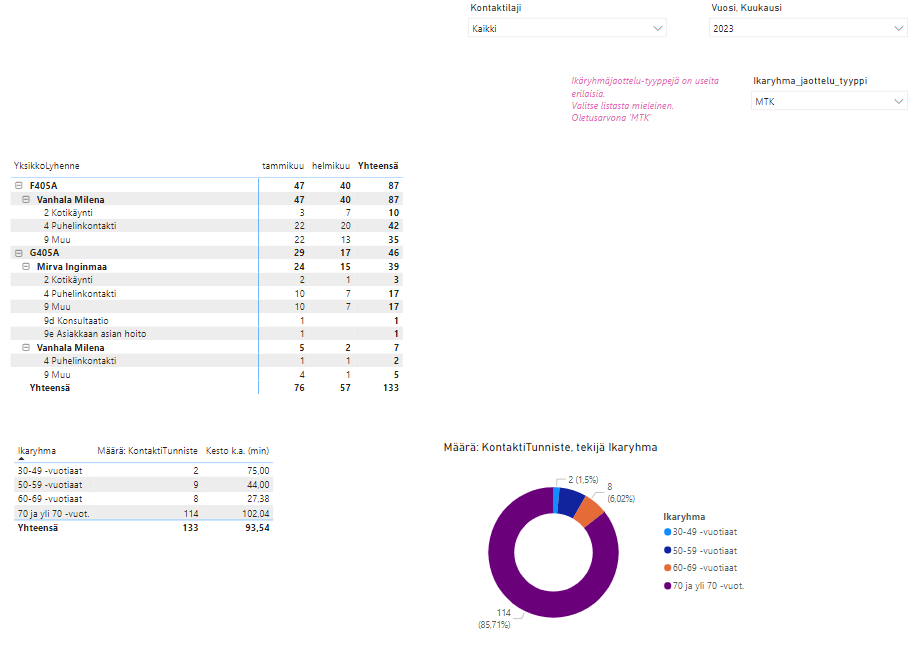 Kontaktilaji
Kaikki
Vuosi, Kuukausi
2023
Ikäryhmäjaottelu-tyyppejä on useita
erilaisia.
Valitse listasta mieleinen.
Oletusarvona 'MTK'
Ikaryhma_jaottelu_tyyppi
MTK
YksikkoLyhenne tammikuu helmikuu Yhteensä
F405A 47 40 87
Vanhala Milena 47 40 87
2 Kotikäynti 3 7 10
4 Puhelinkontakti 22 20 42
9 Muu 22 13 35
G405A 29 17 46
Mirva Inginmaa 24 15 39
2 Kotikäynti 2 1 3
4 Puhelinkontakti 10 7 17
9 Muu 10 7 17
9d Konsultaatio 1 1
9e Asiakkaan asian hoito 1 1
Vanhala Milena 5 2 7
4 Puhelinkontakti 1 1 2
9 Muu 4 1 5
Yhteensä 76 57 133
Ikaryhma Määrä: KontaktiTunniste Kesto k.a. (min)
30-49 -vuotiaat 2 75,00
50-59 -vuotiaat 9 44,00
60-69 -vuotiaat 8 27,38
70 ja yli 70 -vuot. 114 102,04
Yhteensä 133 93,54
Määrä: KontaktiTunniste, tekijä Ikaryhma
2 (1,5%)
8
(6,02%)
114
(85,71%)
Ikaryhma
30-49 -vuotiaat
50-59 -vuotiaat
60-69 -vuotiaat
70 ja yli 70 -vuot.